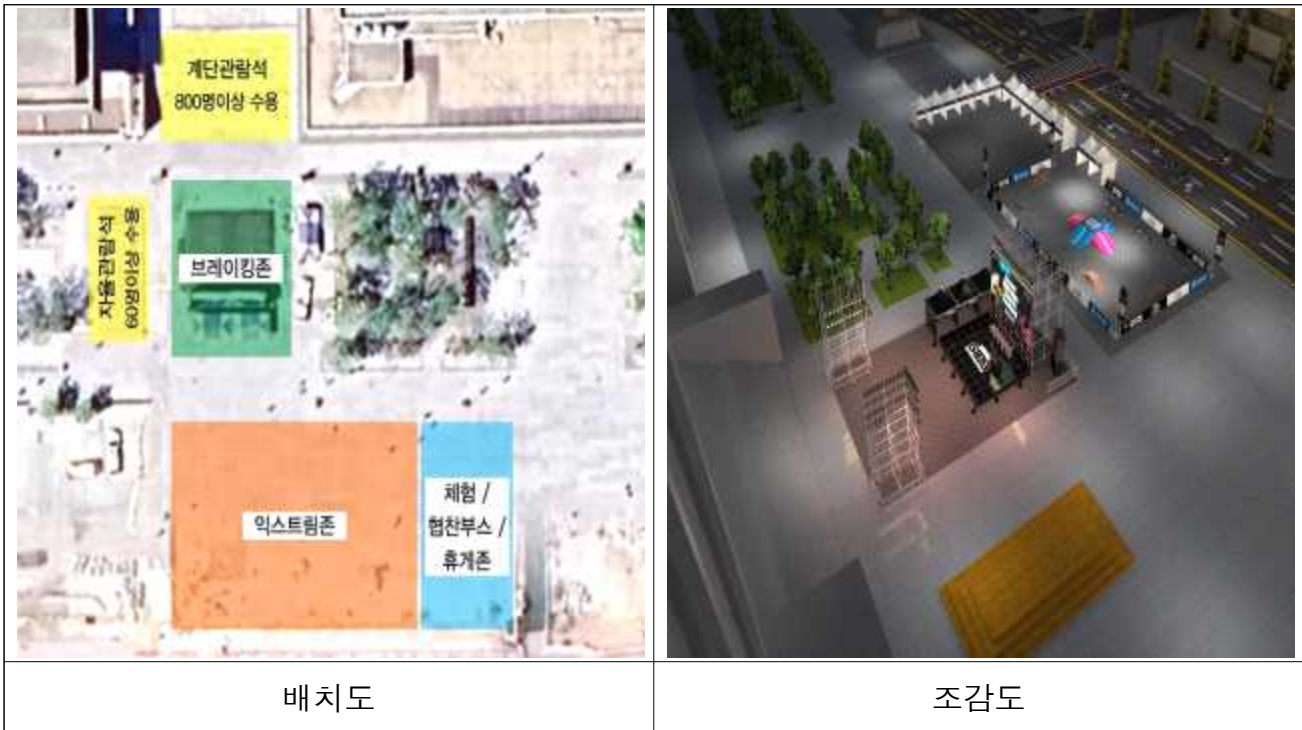 계단관람석
800명이상 수용
자율관람석
60명이상 수용
브레이킹존
익스트림존
체험 /
협찬부스 /
휴게존
배치도
조감도